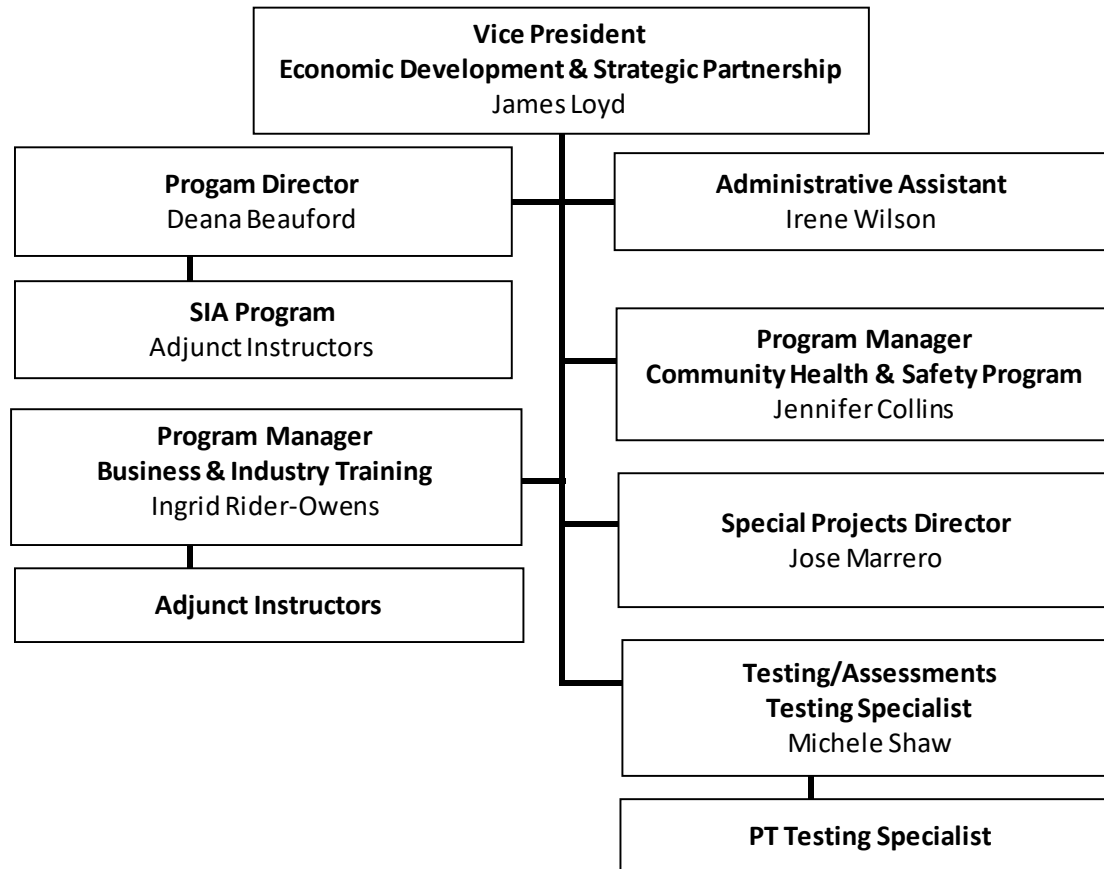 Vice President
Economic Development & Strategic Partnership
James Loyd
Progam Director
Deana Beauford
Administrative Assistant
Irene Wilson
SIA Program
Adjunct Instructors
Program Manager
Community Health & Safety Program
Jennifer Collins
Program Manager
Business & Industry Training
Ingrid Rider-Owens
Special Projects Director
Jose Marrero
Adjunct Instructors
Testing/Assessments
Testing Specialist
Michele Shaw
PT Testing Specialist